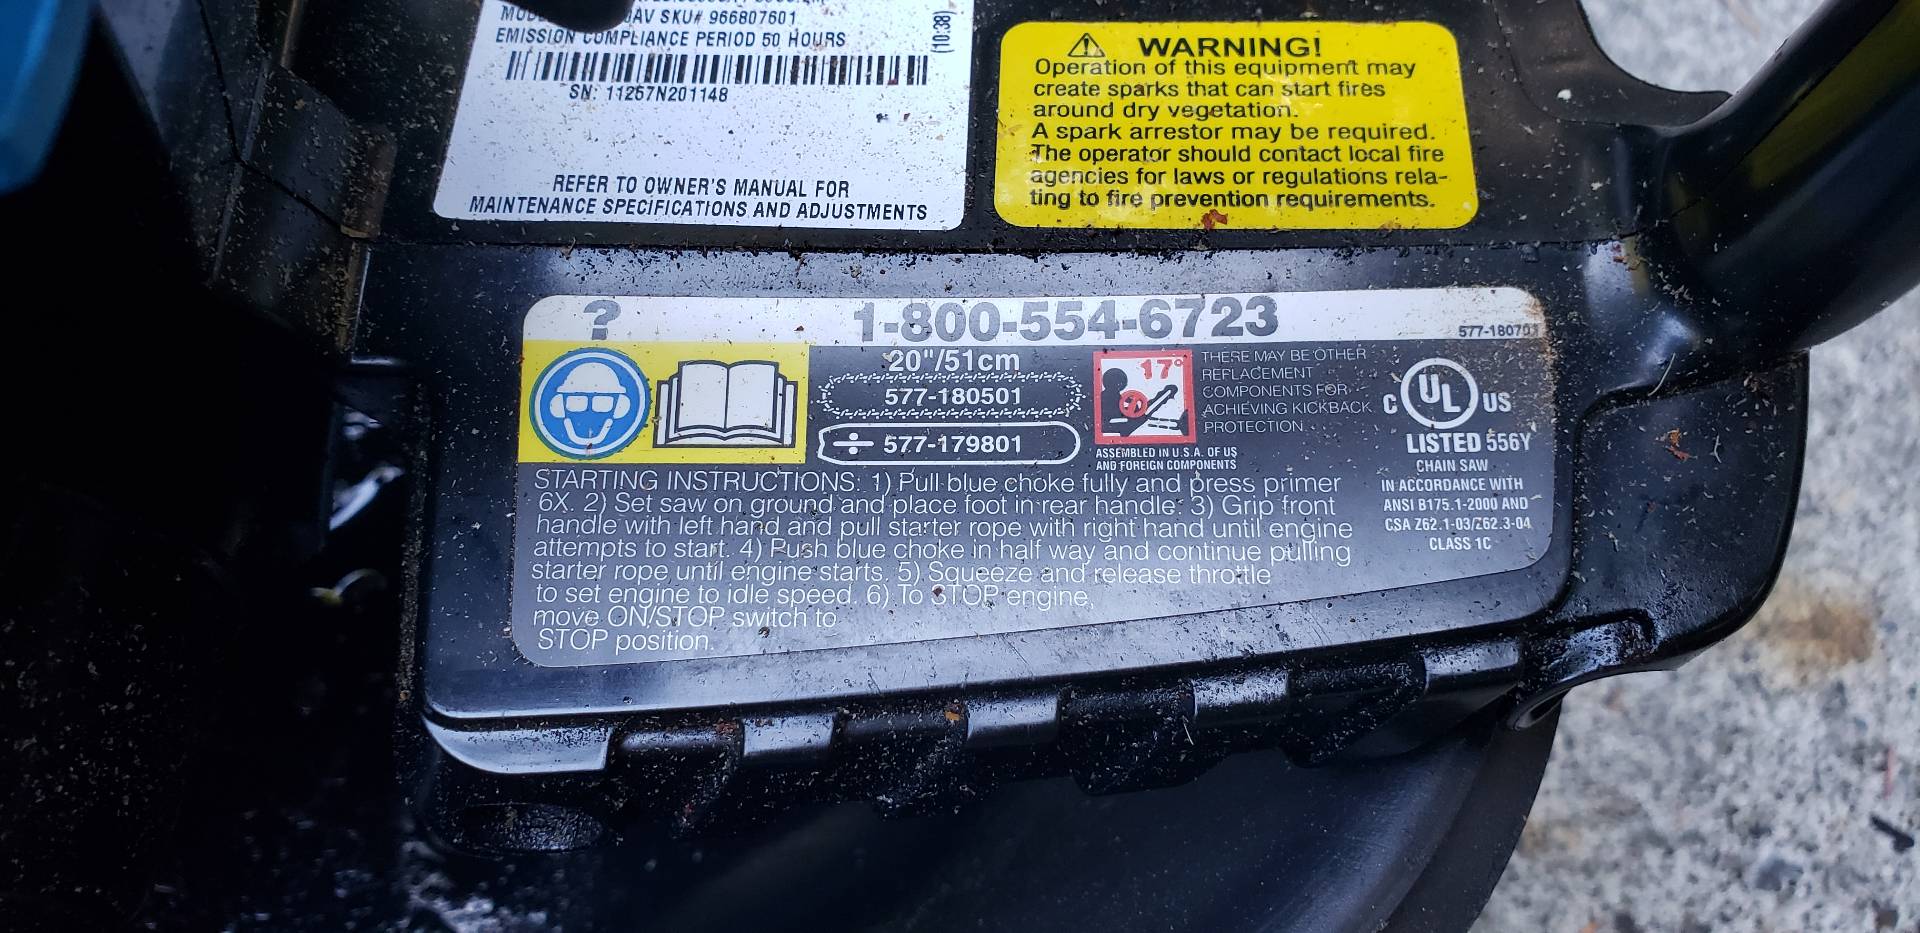 AV SKU# 966807601
EMISSION COMPLIANCE PERIOD 50 HOURS
(10:38)
SN: 11257N201148
REFER TO OWNER'S MANUAL FOR
MAINTENANCE SPECIFICATIONS AND ADJUSTMENTS
WARNING!
Operation of this equipment may
create sparks that can start fires
around dry vegetation.
A spark arrestor may be required.
The operator should contact local fire
agencies for laws or regulations rela-
ting to fire prevention requirements.
? 1-800-554-6723
577-180701
20"/51cm
577-180501
÷ 577-179801
17°
ASSEMBLED IN U.S.A. OF US
AND FOREIGN COMPONENTS
THERE MAY BE OTHER
REPLACEMENT
COMPONENTS FOR
ACHIEVING KICKBACK
PROTECTION.
C UL US
LISTED 556Y
CHAIN SAW
IN ACCORDANCE WITH
ANSI B175.1-2000 AND
CSA Z62.1-03/Z62.3-04
CLASS 1C
STARTING INSTRUCTIONS: 1) Pull blue choke fully and press primer
6X. 2) Set saw on ground and place foot in rear handle. 3) Grip front
handle with left hand and pull starter rope with right hand until engine
attempts to start. 4) Push blue choke in half way and continue pulling
starter rope until engine starts. 5) Squeeze and release throttle
to set engine to idle speed. 6) To STOP engine,
move ON/STOP switch to
STOP position.